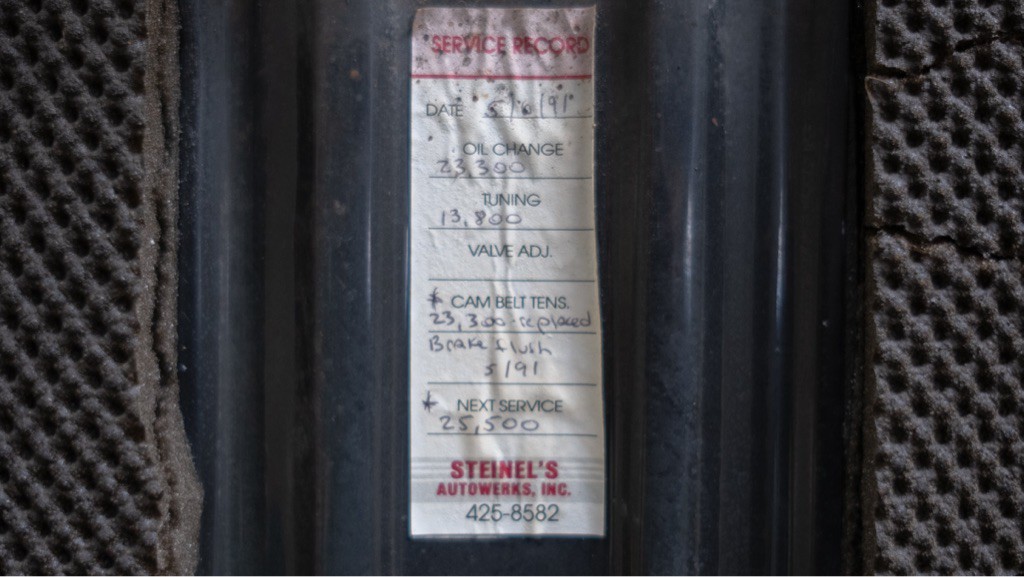 SERVICE RECORD
DATE 5/6/91
OIL CHANGE
23,300
TUNING
13,800
VALVE ADJ.
* CAM BELT TENS.
23,300-replaced
Brake flush
5/91
* NEXT SERVICE
25,500
STEINEL'S
AUTOWERKS, INC.
425-8582